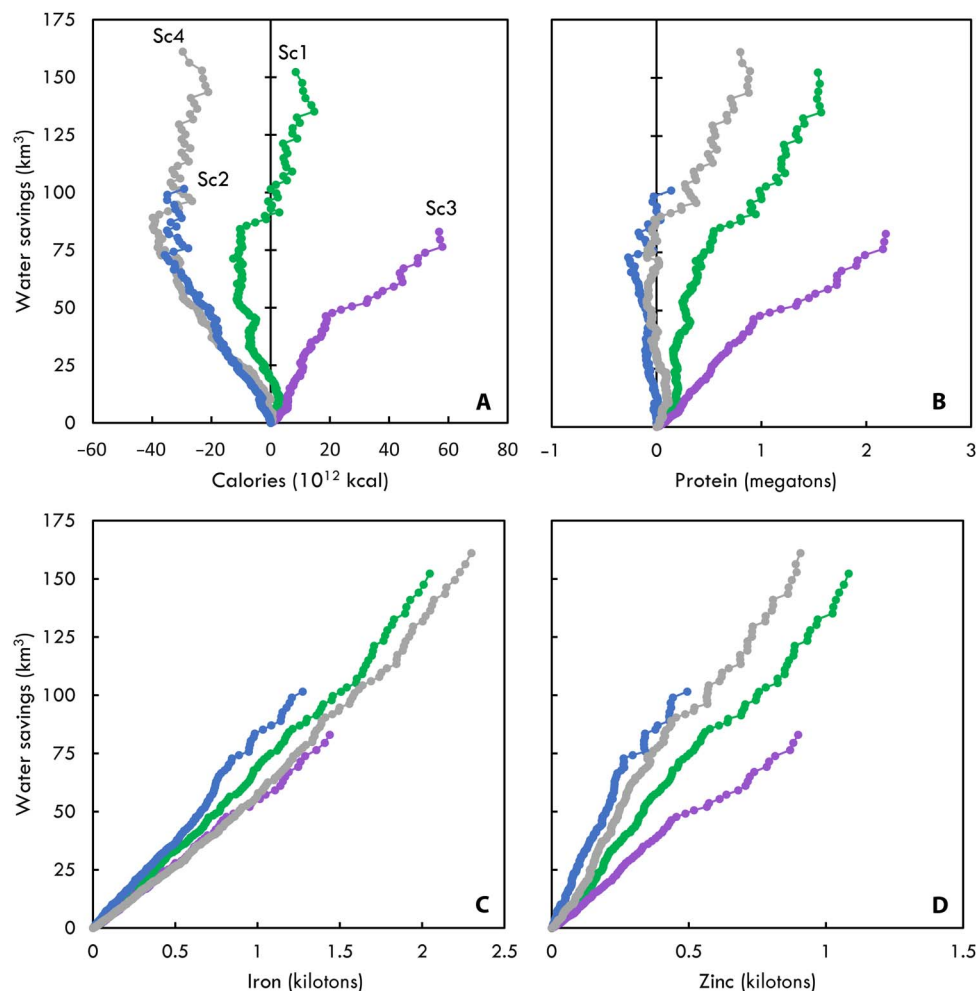 175
150
125
100
75
50
25
0
Water savings (km³)
Sc4
Sc1
Sc2
Sc3
A
−60 −40 −20 0 20 40 60 80
Calories (10¹² kcal)
B
−1 0 1 2 3
Protein (megatons)
175
150
125
100
75
50
25
0
Water savings (km³)
C
0 0.5 1 1.5 2 2.5
Iron (kilotons)
D
0 0.5 1 1.5
Zinc (kilotons)